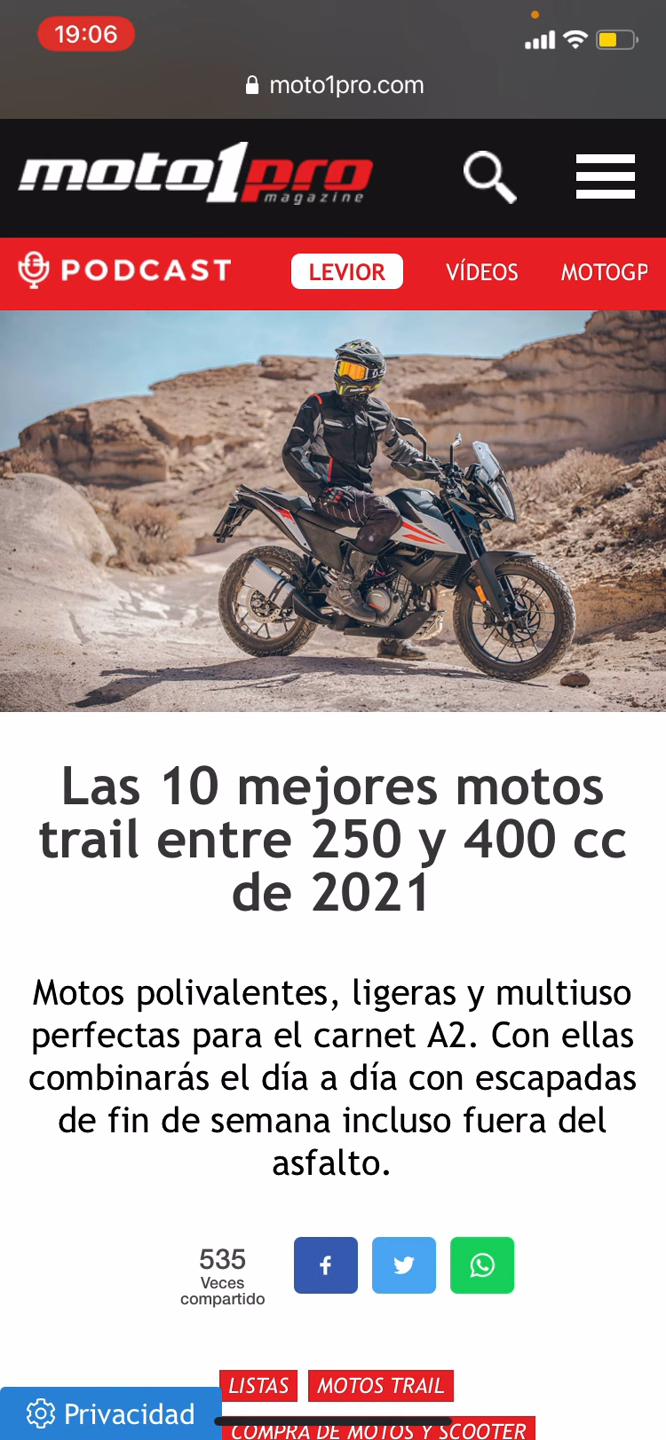 19:06
moto1pro.com
moto1pro
magazine
PODCAST
LEVIOR
VÍDEOS
MOTOGP
Las 10 mejores motos
trail entre 250 y 400 cc
de 2021
Motos polivalentes, ligeras y multiuso
perfectas para el carnet A2. Con ellas
combinarás el día a día con escapadas
de fin de semana incluso fuera del
asfalto.
535
Veces
compartido
LISTAS
MOTOS TRAIL
Privacidad
COMPRA DE MOTOS Y SCOOTER